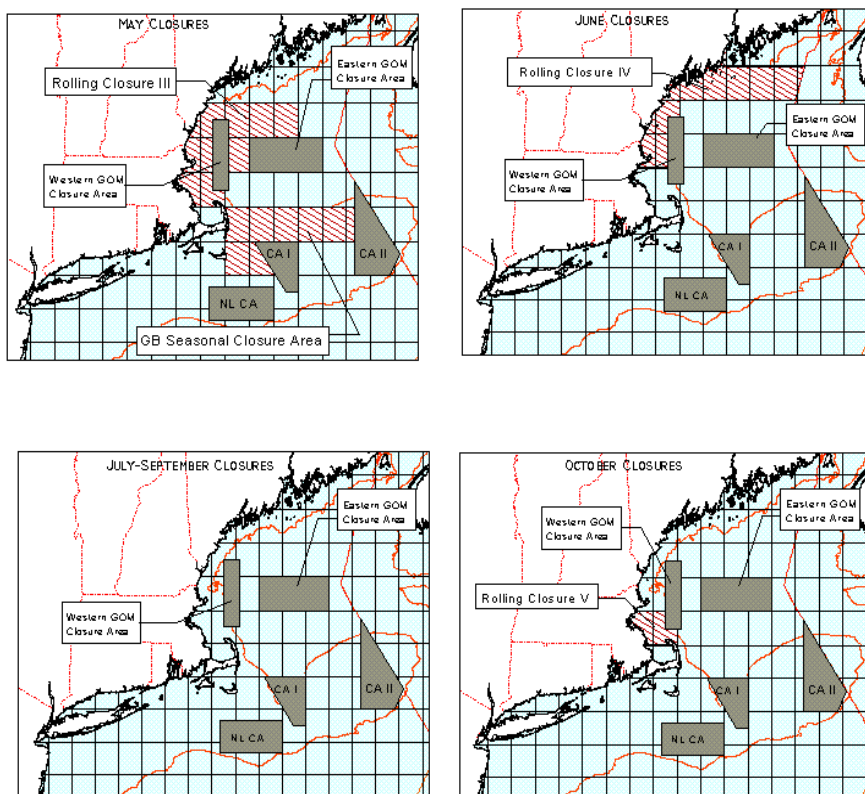 MAY CLOSURES
Rolling Closure III
Eastern GOM
Closure Area
Western GOM
Closure Area
CA I
CA II
NL CA
GB Seasonal Closure Area
JUNE CLOSURES
Rolling Closure IV
Eastern GOM
Closure Area
Western GOM
Closure Area
CA I
CA II
NL CA
JULY-SEPTEMBER CLOSURES
Eastern GOM
Closure Area
Western GOM
Closure Area
CA I
CA II
NL CA
OCTOBER CLOSURES
Western GOM
Closure Area
Eastern GOM
Closure Area
Rolling Closure V
CA I
CA II
NL CA